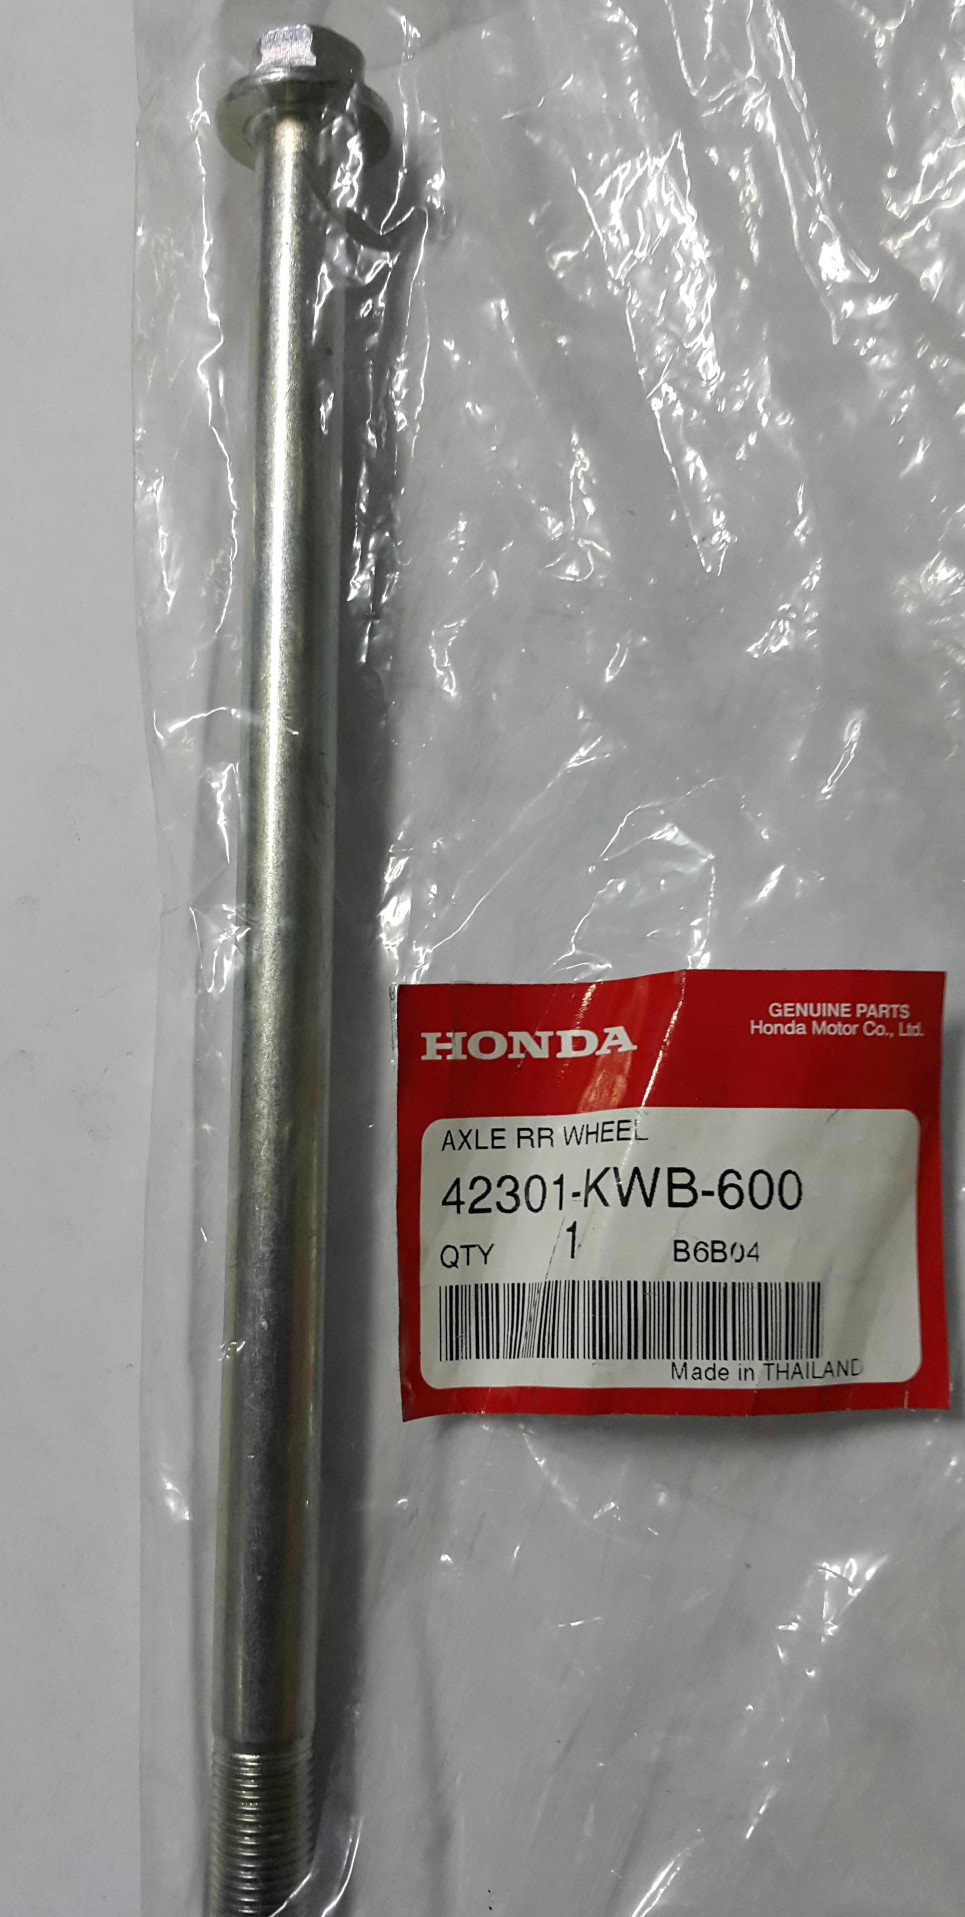 HONDA
GENUINE PARTS
Honda Motor Co., Ltd.
AXLE RR WHEEL
42301-KWB-600
QTY 1 B6B04
Made in THAILAND